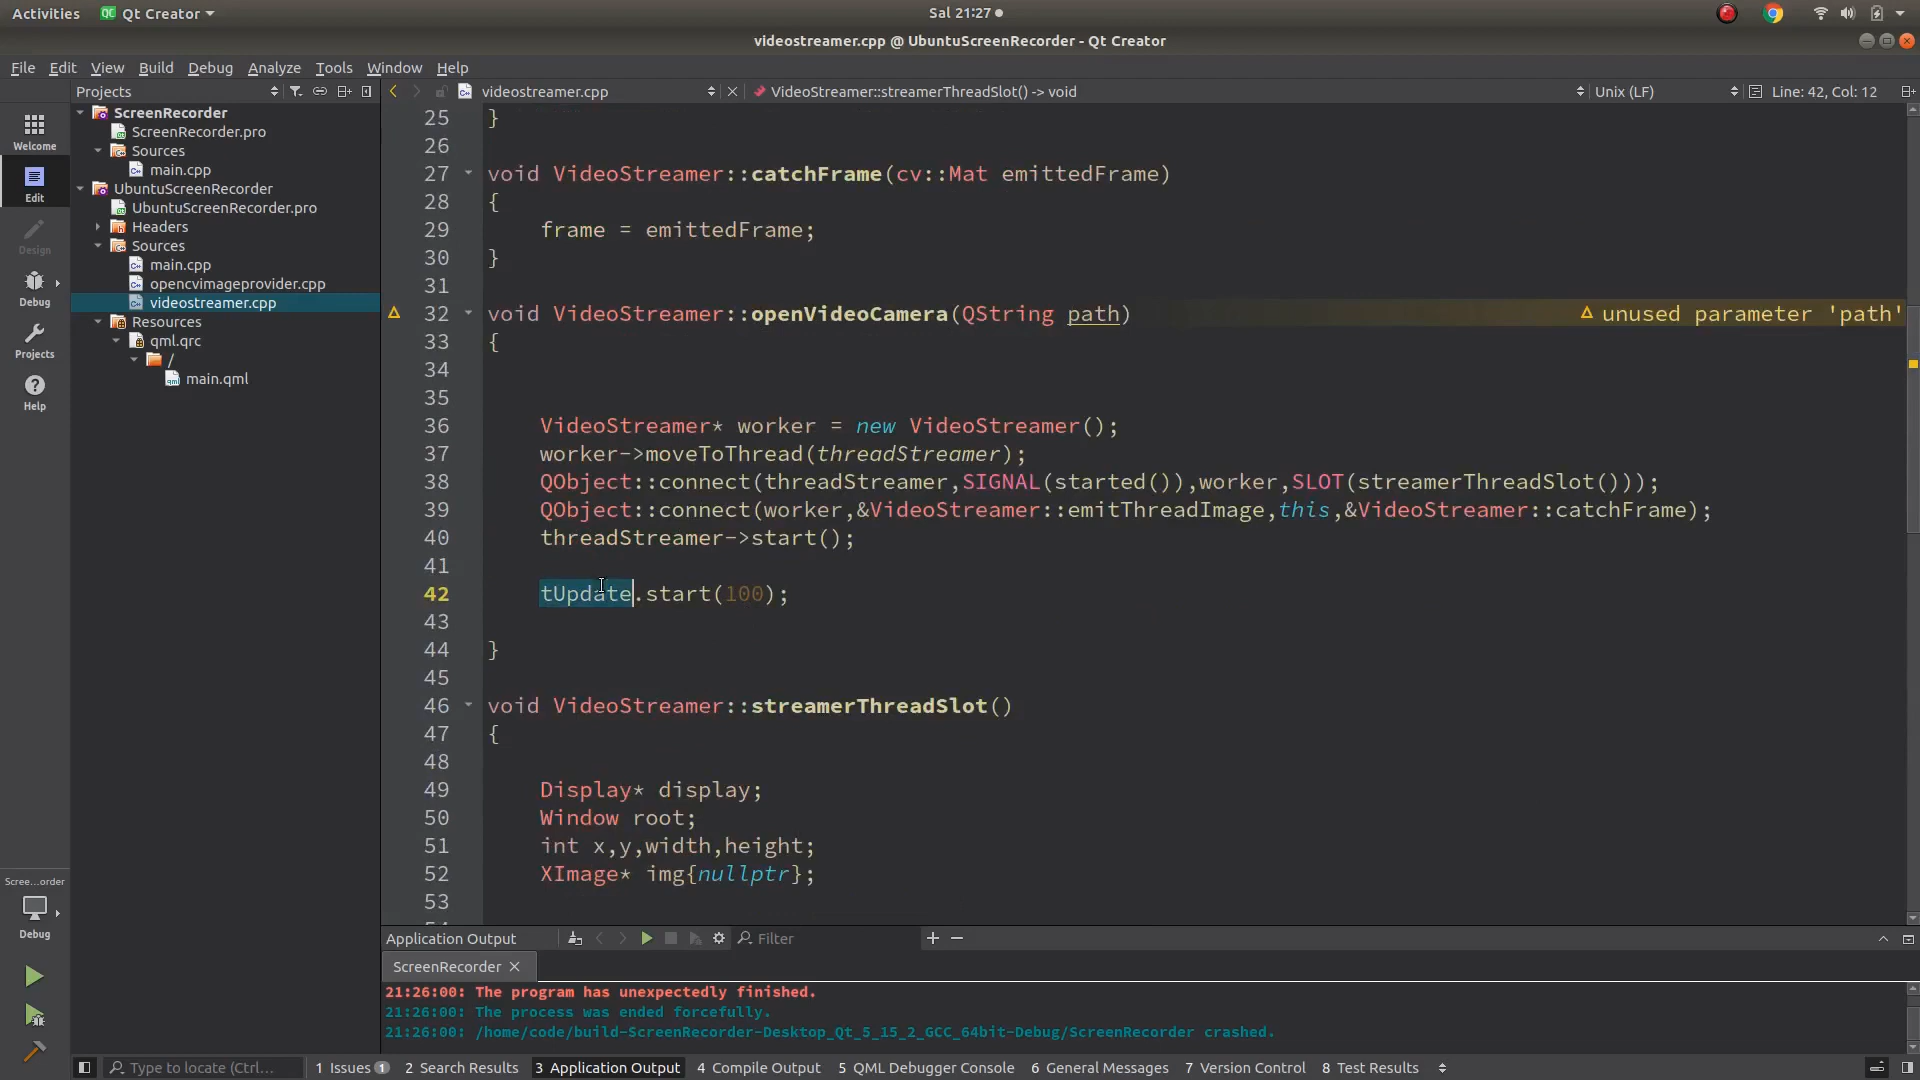 Activities Qt Creator Sal 21:27
videostreamer.cpp @ UbuntuScreenRecorder - Qt Creator
File Edit View Build Debug Analyze Tools Window Help
Projects videostreamer.cpp VideoStreamer::streamerThreadSlot() -> void Unix (LF) Line: 42, Col: 12
Welcome
Edit
Design
Debug
Projects
Help
Scee...order
Debug
ScreenRecorder
ScreenRecorder.pro
Sources
main.cpp
UbuntuScreenRecorder
UbuntuScreenRecorder.pro
Headers
Sources
main.cpp
opencvimageprovider.cpp
videostreamer.cpp
Resources
qml.qrc
/
main.qml
25 }
26
27 void VideoStreamer::catchFrame(cv::Mat emittedFrame)
28 {
29 frame = emittedFrame;
30 }
31
32 void VideoStreamer::openVideoCamera(QString path) unused parameter 'path'
33 {
34
35
36 VideoStreamer* worker = new VideoStreamer();
37 worker->moveToThread(threadStreamer);
38 QObject::connect(threadStreamer,SIGNAL(started()),worker,SLOT(streamerThreadSlot()));
39 QObject::connect(worker,&VideoStreamer::emitThreadImage,this,&VideoStreamer::catchFrame);
40 threadStreamer->start();
41
42 tUpdate.start(100);
43
44 }
45
46 void VideoStreamer::streamerThreadSlot()
47 {
48
49 Display* display;
50 Window root;
51 int x,y,width,height;
52 XImage* img{nullptr};
53
Application Output Filter
ScreenRecorder
21:26:00: The program has unexpectedly finished.
21:26:00: The process was ended forcefully.
21:26:00: /home/code/build-ScreenRecorder-Desktop_Qt_5_15_2_GCC_64bit-Debug/ScreenRecorder crashed.
Type to locate (Ctrl... 1 Issues 1 2 Search Results 3 Application Output 4 Compile Output 5 QML Debugger Console 6 General Messages 7 Version Control 8 Test Results